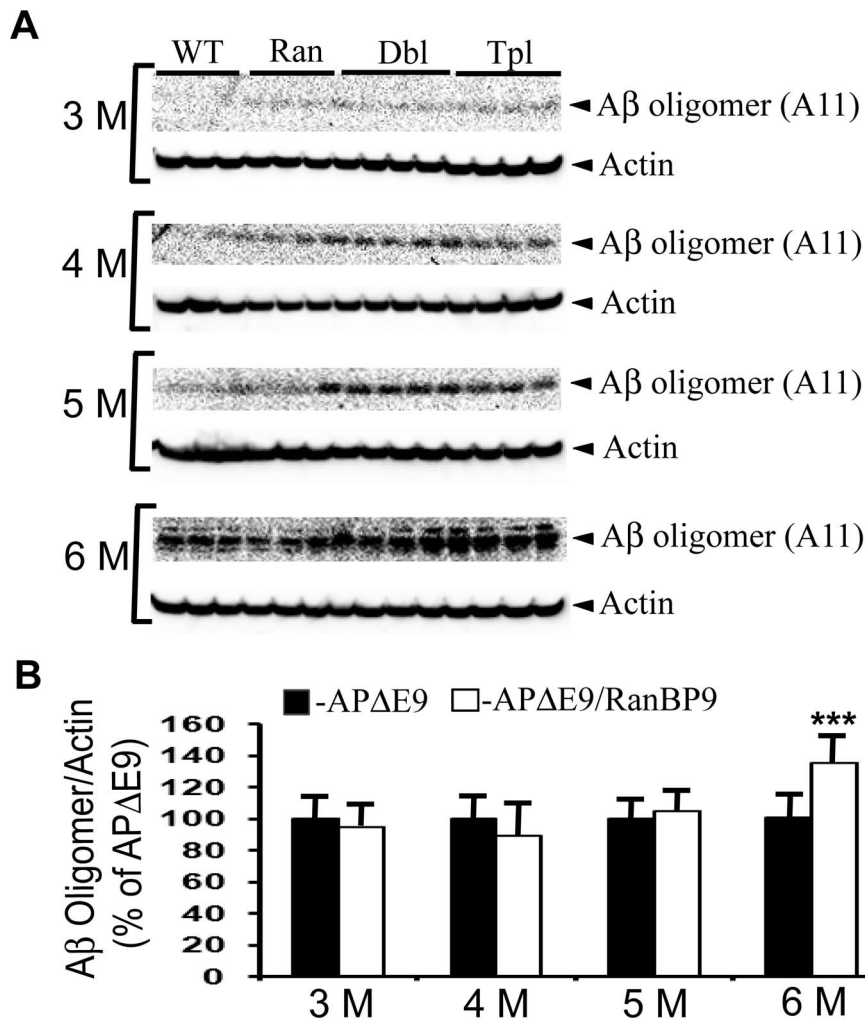 A
WT Ran Dbl Tpl
3 M
Aβ oligomer (A11)
Actin
4 M
Aβ oligomer (A11)
Actin
5 M
Aβ oligomer (A11)
Actin
6 M
Aβ oligomer (A11)
Actin
B
Aβ Oligomer/Actin
(% of APΔE9)
-APΔE9 -APΔE9/RanBP9
160
140
120
100
80
60
40
20
0
***
3 M 4 M 5 M 6 M